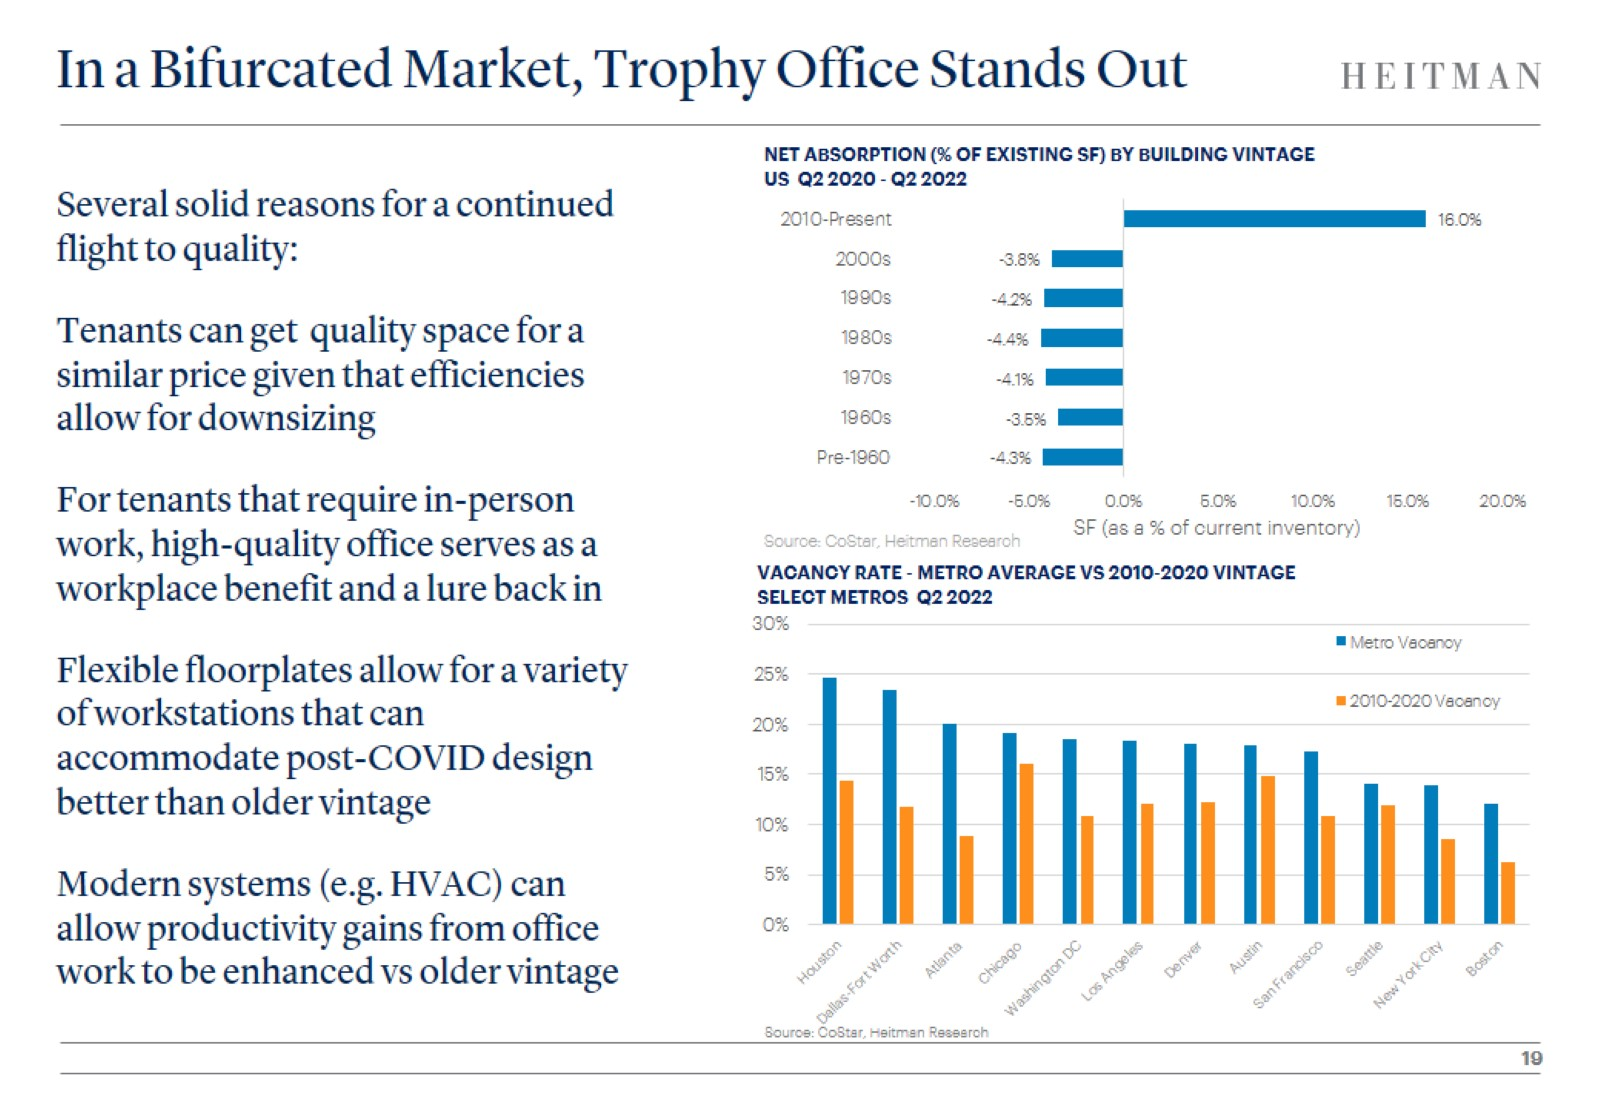 In a Bifurcated Market, Trophy Office Stands Out
HEITMAN
Several solid reasons for a continued
flight to quality:
Tenants can get quality space for a
similar price given that efficiencies
allow for downsizing
For tenants that require in-person
work, high-quality office serves as a
workplace benefit and a lure back in
Flexible floorplates allow for a variety
of workstations that can
accommodate post-COVID design
better than older vintage
Modern systems (e.g. HVAC) can
allow productivity gains from office
work to be enhanced vs older vintage
NET ABSORPTION (% OF EXISTING SF) BY BUILDING VINTAGE
US Q2 2020 - Q2 2022
2010-Present 16.0%
2000s -3.8%
1990s -4.2%
1980s -4.4%
1970s -4.1%
1960s -3.5%
Pre-1960 -4.3%
-10.0% -5.0% 0.0% 5.0% 10.0% 15.0% 20.0%
SF (as a % of current inventory)
Source: CoStar, Heitman Research
VACANCY RATE - METRO AVERAGE VS 2010-2020 VINTAGE
SELECT METROS Q2 2022
30%
25%
20%
15%
10%
5%
0%
Metro Vacancy
2010-2020 Vacancy
Houston
Dallas-Fort Worth
Atlanta
Chicago
Washington DC
Los Angeles
Denver
Austin
San Francisco
Seattle
New York City
Boston
Source: CoStar, Heitman Research
19